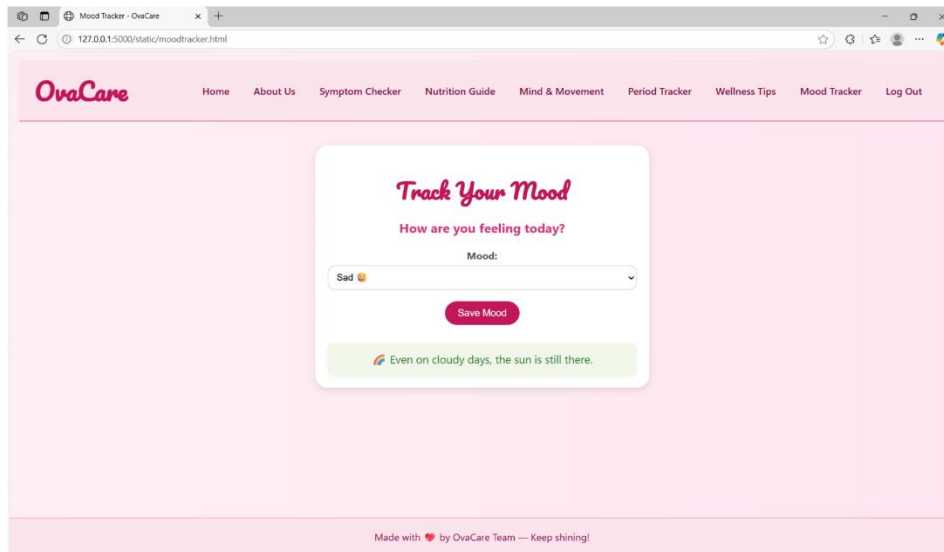 Mood Tracker - OvaCare
127.0.0.1:5000/static/moodtracker.html
OvaCare
Home About Us Symptom Checker Nutrition Guide Mind & Movement Period Tracker Wellness Tips Mood Tracker Log Out
Track Your Mood
How are you feeling today?
Mood:
Sad 😄
Save Mood
🌈 Even on cloudy days, the sun is still there.
Made with 💖 by OvaCare Team — Keep shining!